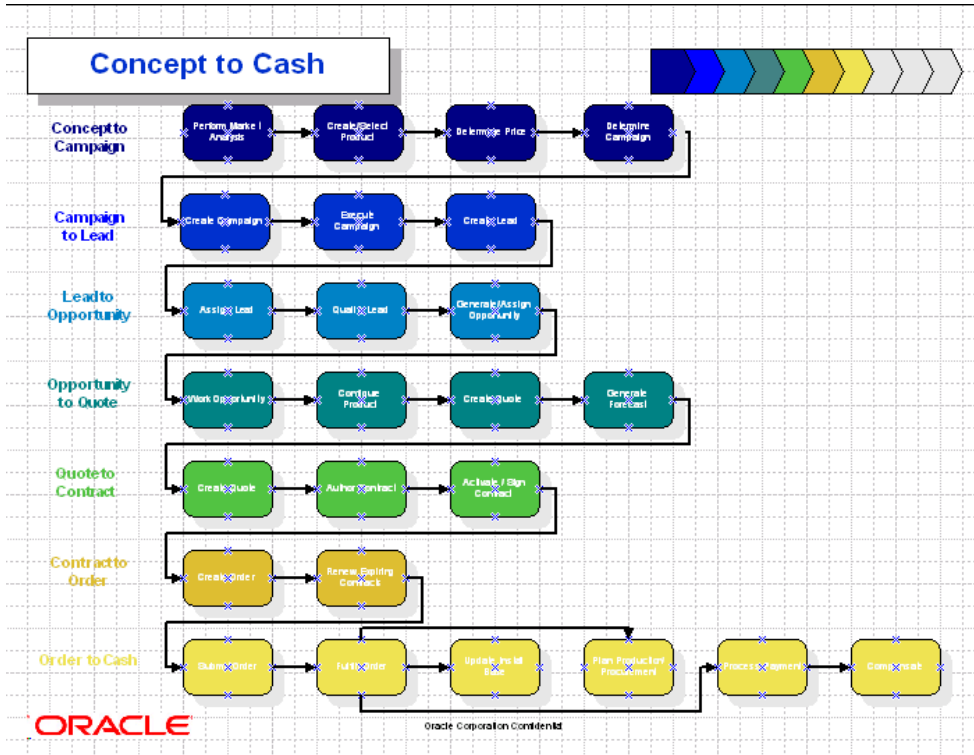 Concept to Cash
Concept to
Campaign
Perform Market
Analysis
Create/Select
Product
Determine Price
Determine
Campaign
Campaign
to Lead
Create Campaign
Execute
Campaign
Create Lead
Lead to
Opportunity
Assign Lead
Qualify Lead
Generate/Assign
Opportunity
Opportunity
to Quote
Work Opportunity
Configure
Product
Create Quote
Generate
Forecast
Quote to
Contract
Create Quote
Author Contract
Activate / Sign
Contract
Contract to
Order
Create Order
Renew Expiring
Contracts
Order to Cash
Submit Order
Fulfill Order
Update Install
Base
Plan Production/
Procurement
Process Payment
Compensate
ORACLE
Oracle Corporation Confidential